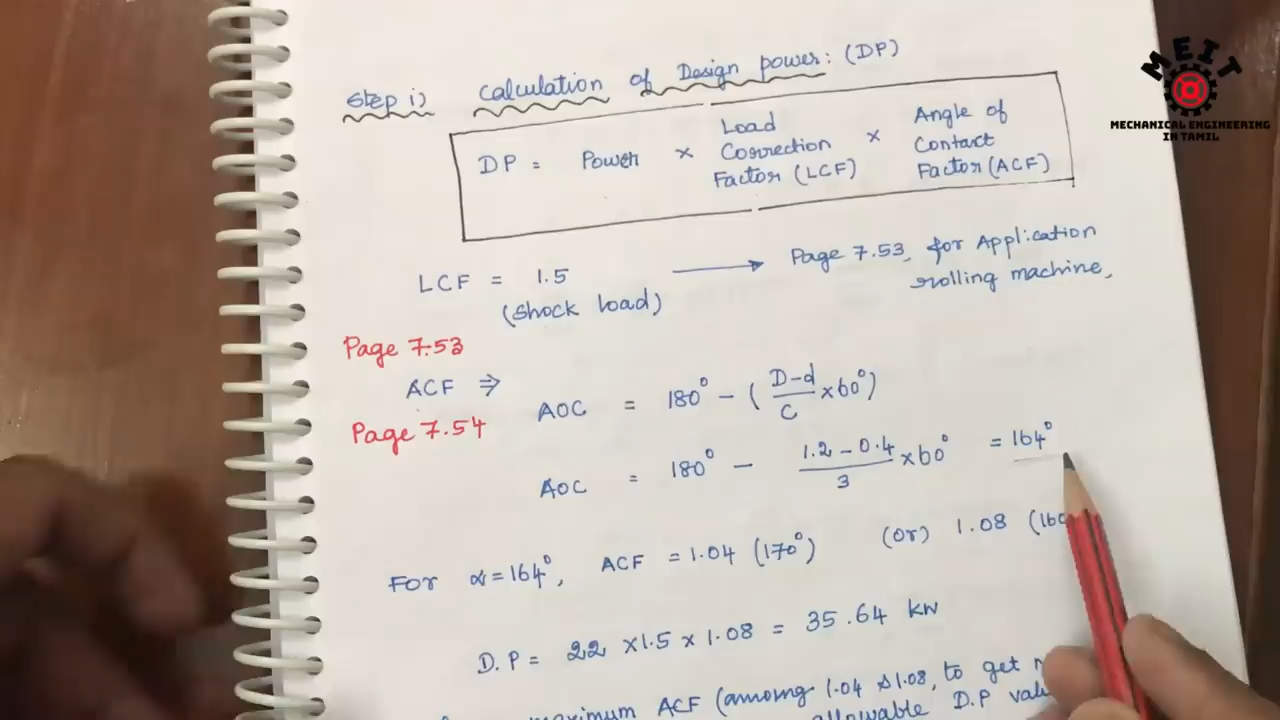 MEIT
MECHANICAL ENGINEERING
IN TAMIL
Step i) Calculation of Design power: (DP)
DP = Power × Load Correction Factor (LCF) × Angle of Contact Factor (ACF)
LCF = 1.5 → Page 7.53, for Application
(Shock load) rolling machine,
Page 7.53
ACF ⇒
Page 7.54
AOC = 180° - (D-d/C × 60°)
AOC = 180° - 1.2 - 0.4/3 × 60° = 164°
For α = 164°, ACF = 1.04 (170°) (Or) 1.08 (160
D.P = 22 × 1.5 × 1.08 = 35.64 kW
ACF (among 1.04 & 1.08, to get
allowable D.P